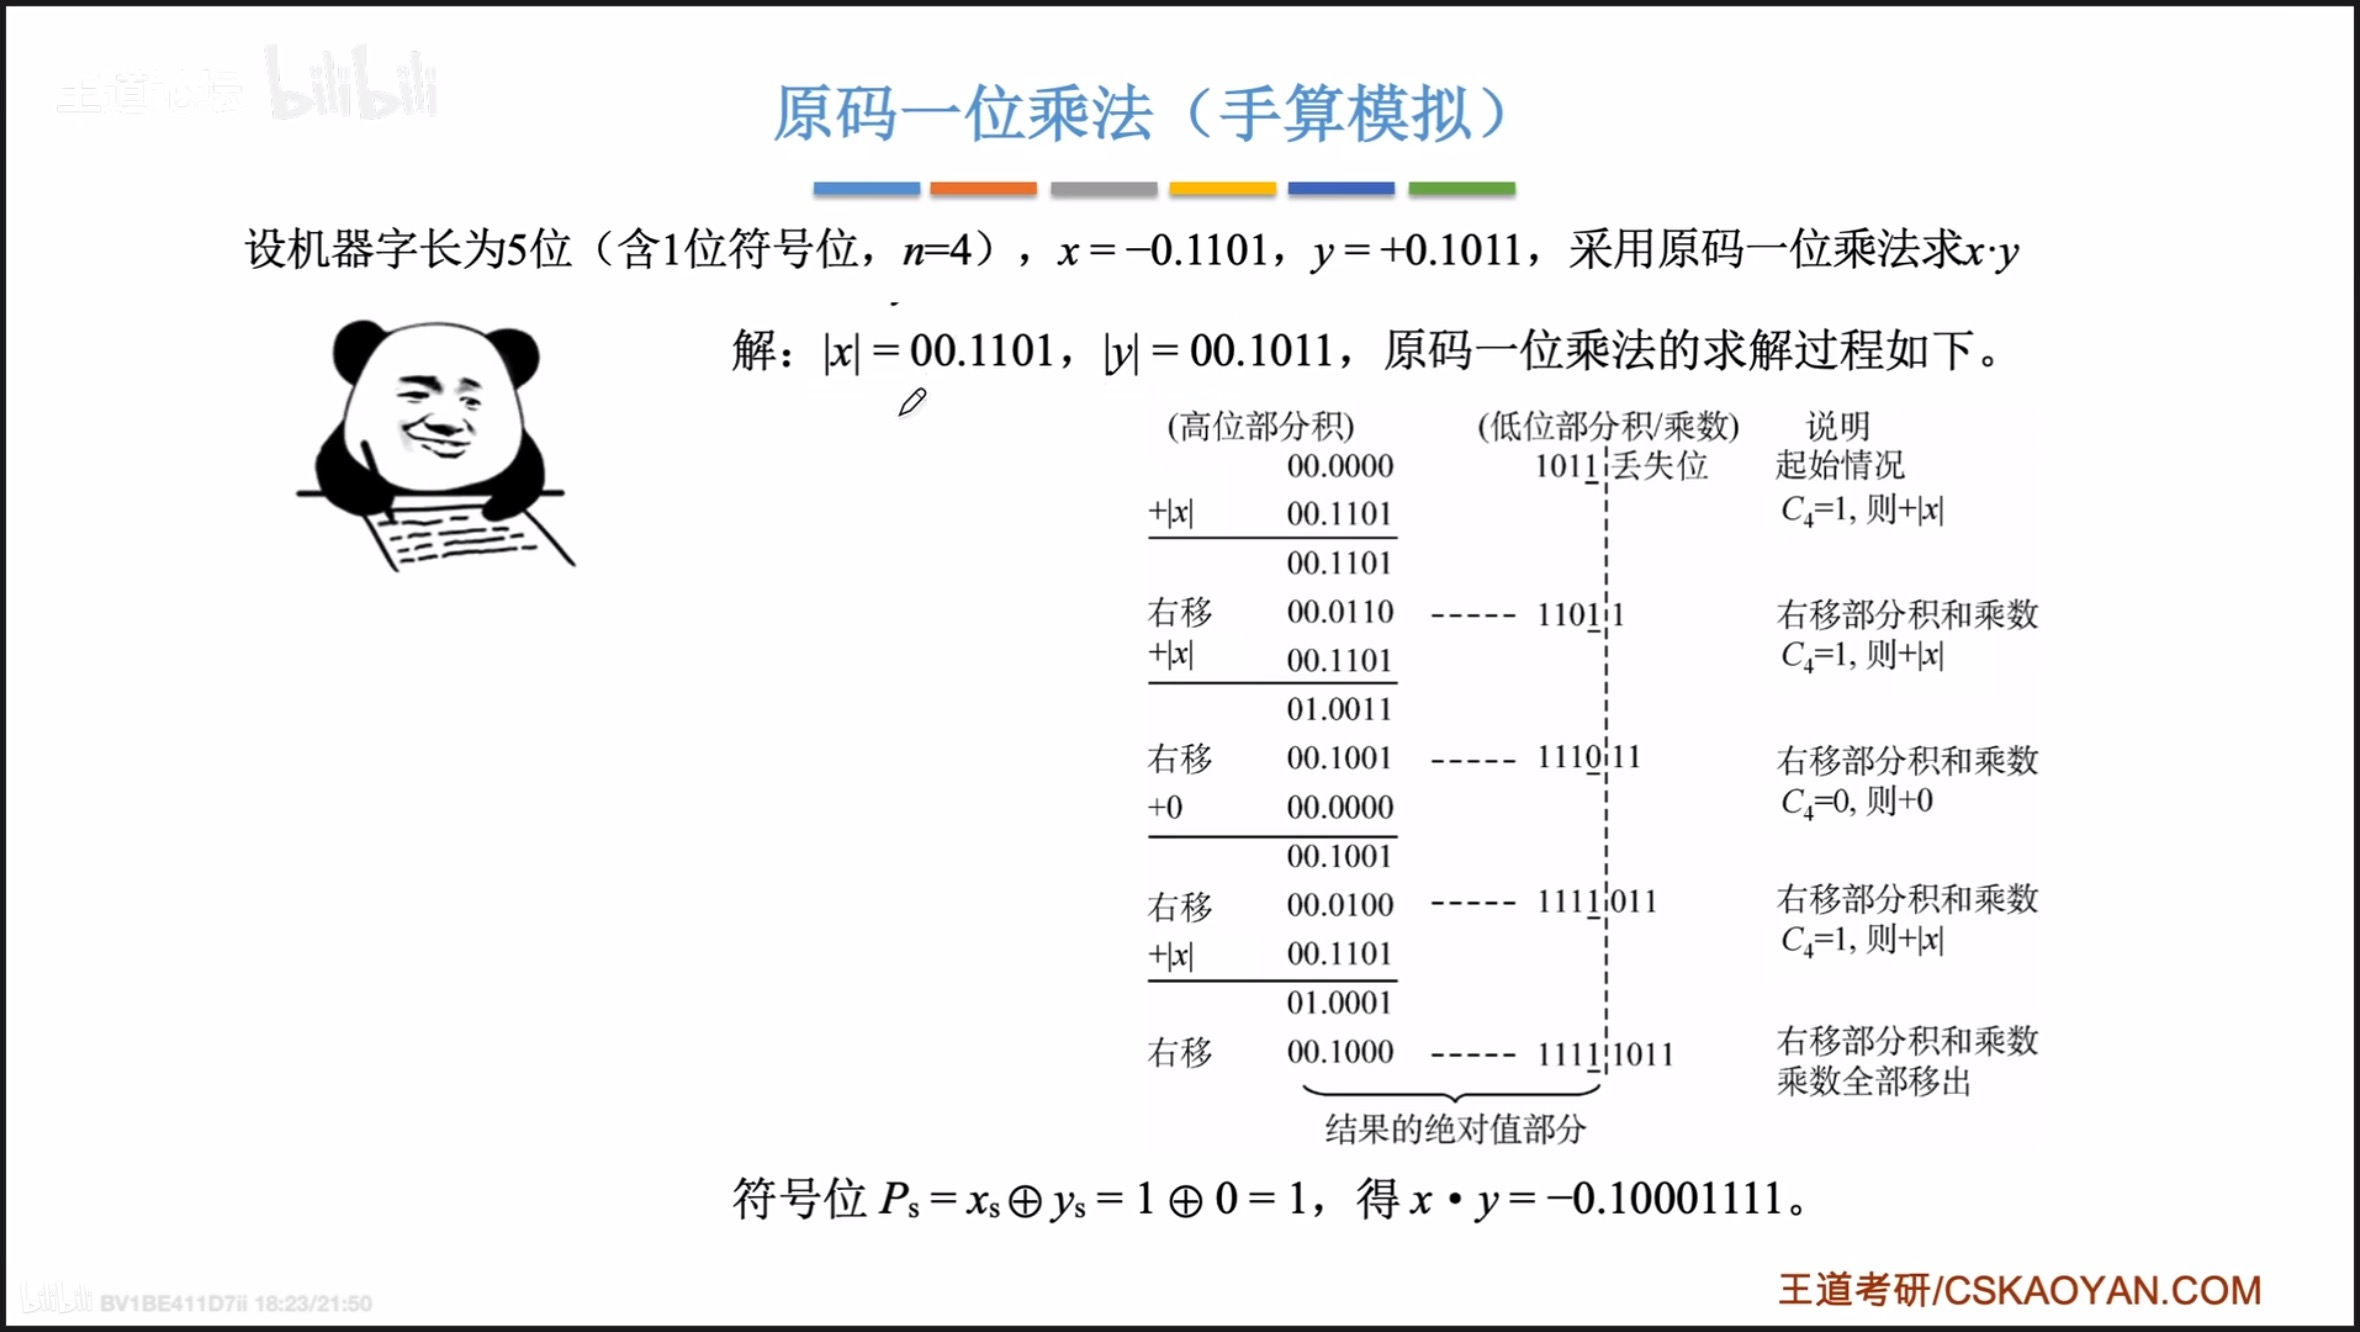 王道论坛 bilibili
原码一位乘法（手算模拟）
设机器字长为5位（含1位符号位，n=4），x = −0.1101，y = +0.1011，采用原码一位乘法求x·y
解：|x| = 00.1101，|y| = 00.1011，原码一位乘法的求解过程如下。
(高位部分积) (低位部分积/乘数) 说明
00.0000 1011 丢失位 起始情况
+|x| 00.1101 C₄=1, 则+|x|
00.1101
右移 00.0110 ----- 1101 1 右移部分积和乘数
+|x| 00.1101 C₄=1, 则+|x|
01.0011
右移 00.1001 ----- 1110 11 右移部分积和乘数
+0 00.0000 C₄=0, 则+0
00.1001
右移 00.0100 ----- 1111 011 右移部分积和乘数
+|x| 00.1101 C₄=1, 则+|x|
01.0001
右移 00.1000 ----- 1111 1011 右移部分积和乘数
乘数全部移出
结果的绝对值部分
符号位 Pₛ = xₛ ⊕ yₛ = 1 ⊕ 0 = 1，得 x • y = −0.10001111。
王道考研/CSKAOYAN.COM
bilibili BV1BE411D7ii 18:23/21:50